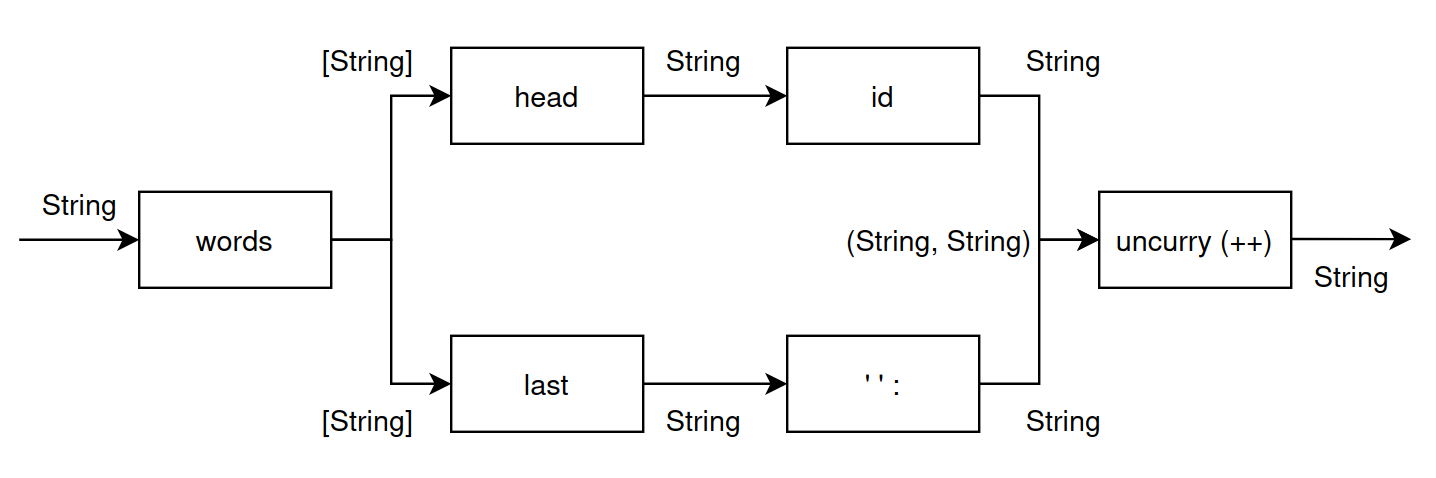 [String]
head
String
id
String
String
words
(String, String)
uncurry (++)
String
last
' ' :
[String]
String
String